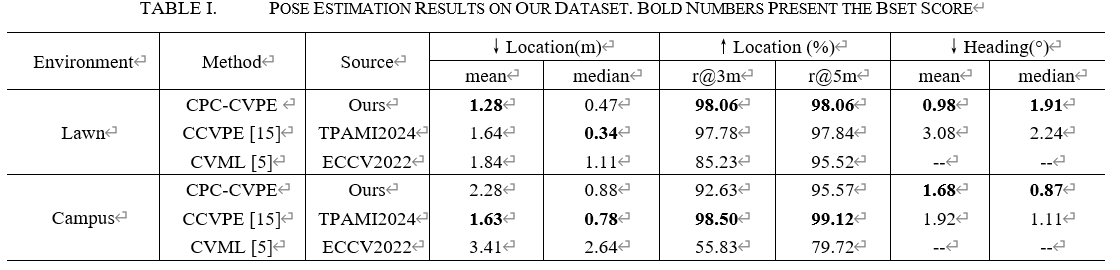 TABLE I. POSE ESTIMATION RESULTS ON OUR DATASET. BOLD NUMBERS PRESENT THE BSET SCORE↵
Environment↵ Method↵ Source↵ ↓ Location(m)↵ ↑ Location (%)↵ ↓ Heading(°)↵
mean↵ median↵ r@3m↵ r@5m↵ mean↵ median↵
Lawn↵ CPC-CVPE ↵ Ours↵ 1.28↵ 0.47↵ 98.06↵ 98.06↵ 0.98↵ 1.91↵
CCVPE [15]↵ TPAMI2024↵ 1.64↵ 0.34↵ 97.78↵ 97.84↵ 3.08↵ 2.24↵
CVML [5]↵ ECCV2022↵ 1.84↵ 1.11↵ 85.23↵ 95.52↵ --↵ --↵
Campus↵ CPC-CVPE↵ Ours↵ 2.28↵ 0.88↵ 92.63↵ 95.57↵ 1.68↵ 0.87↵
CCVPE [15]↵ TPAMI2024↵ 1.63↵ 0.78↵ 98.50↵ 99.12↵ 1.92↵ 1.11↵
CVML [5]↵ ECCV2022↵ 3.41↵ 2.64↵ 55.83↵ 79.72↵ --↵ --↵